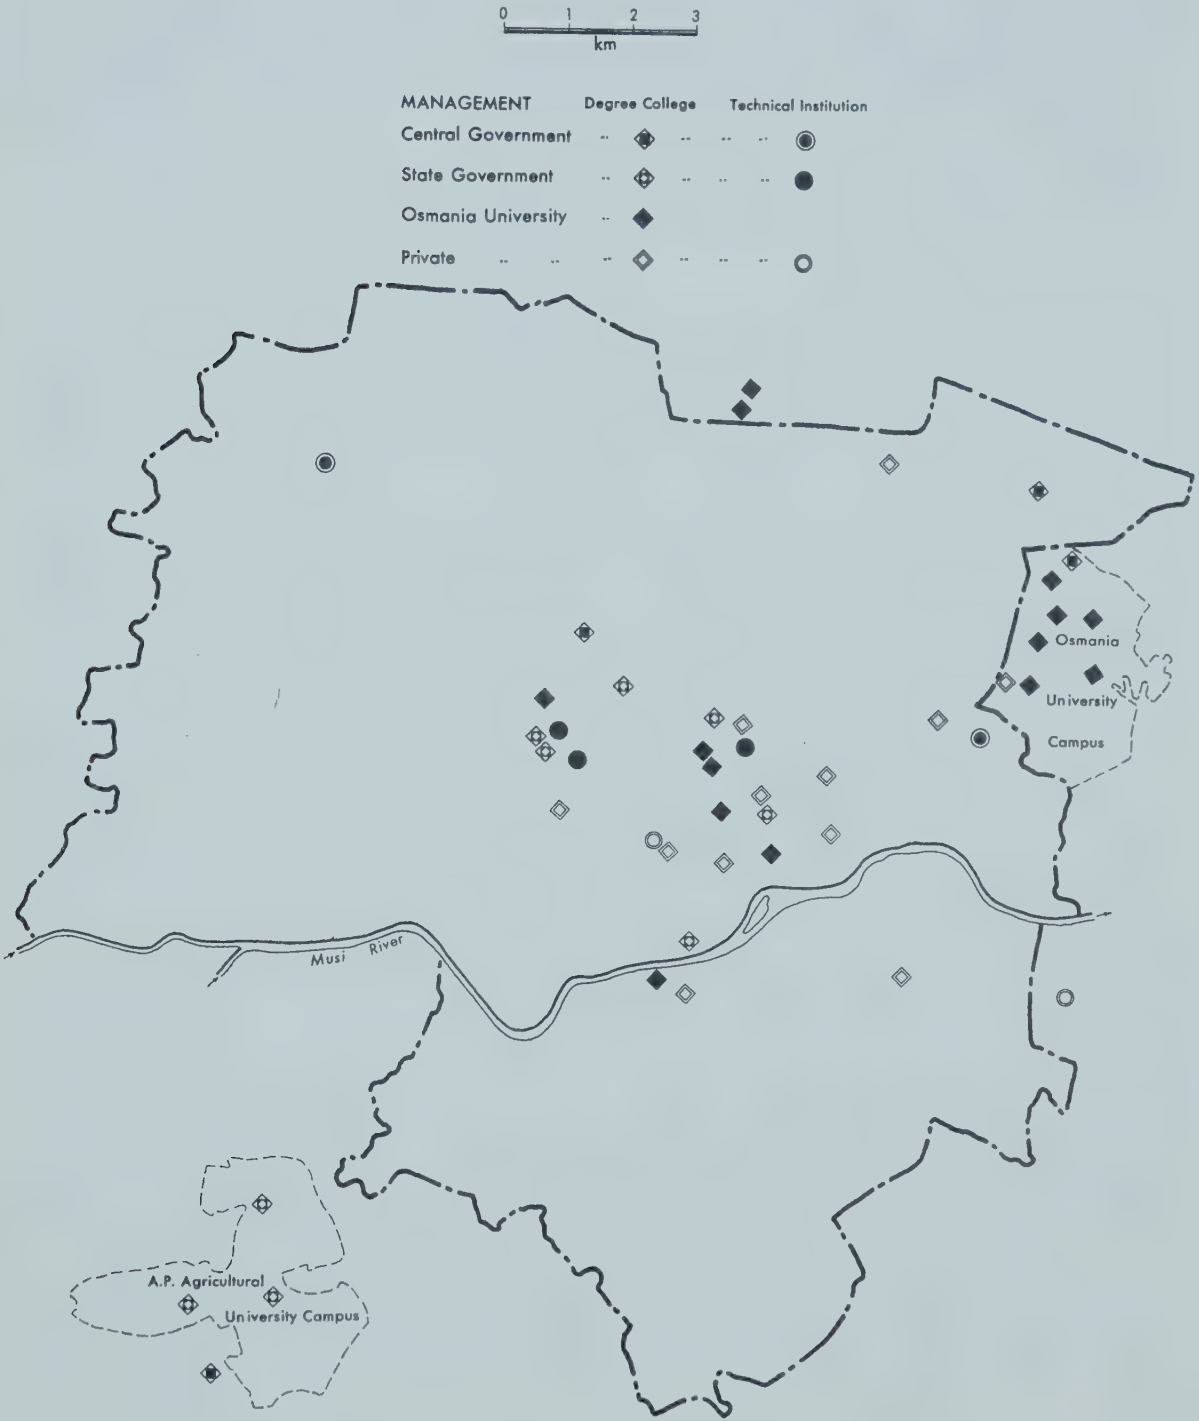 0 1 2 3
km
MANAGEMENT Degree College Technical Institution
Central Government
State Government
Osmania University
Private
Osmania
University
Campus
Musi River
A.P. Agricultural
University Campus